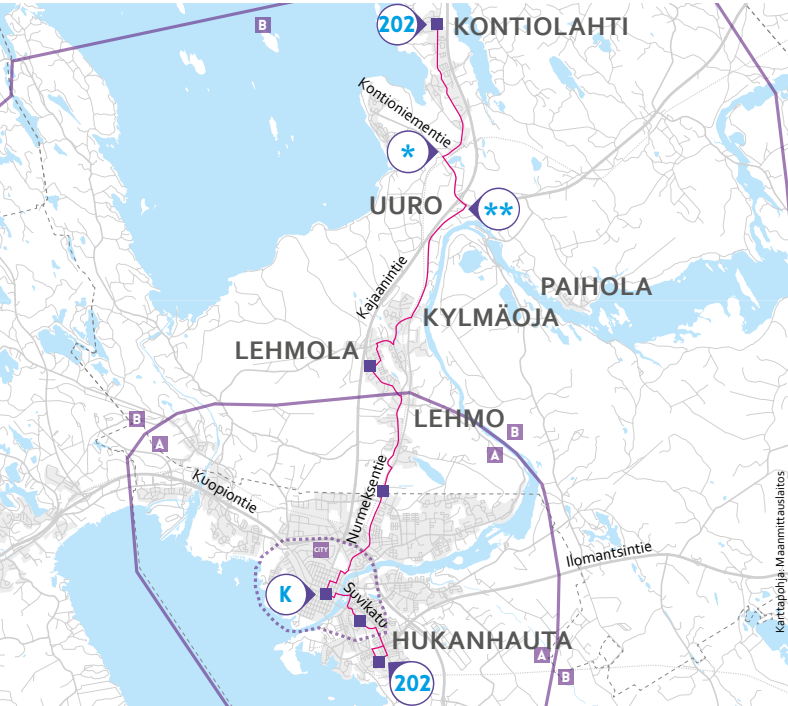 B
202
KONTIOLAHTI
Kontioniementie
*
UURO
**
Kajaanintie
PAIHOLA
KYLMÄOJA
LEHMOLA
LEHMO
B
A
B
A
Kuopiontie
Nurmeksentie
CITY
Ilomantsintie
K
Suvikatu
HUKANHAUTA
A
B
202
Karttapohja: Maanmittauslaitos